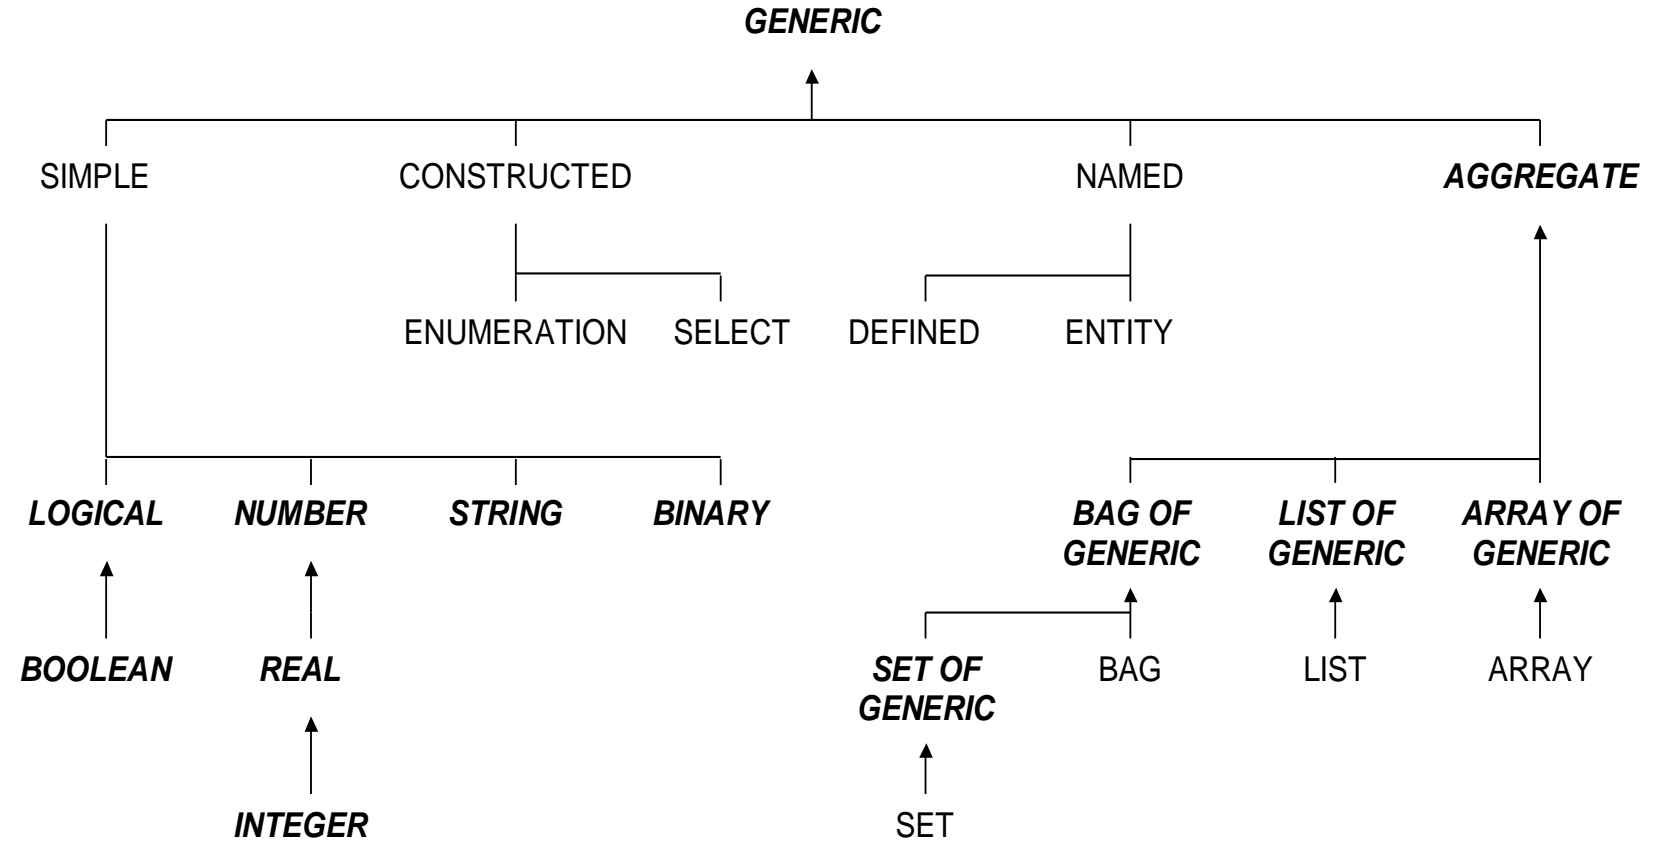 GENERIC
SIMPLE
CONSTRUCTED
NAMED
AGGREGATE
ENUMERATION
SELECT
DEFINED
ENTITY
LOGICAL
NUMBER
STRING
BINARY
BAG OF
GENERIC
LIST OF
GENERIC
ARRAY OF
GENERIC
BOOLEAN
REAL
SET OF
GENERIC
BAG
LIST
ARRAY
INTEGER
SET